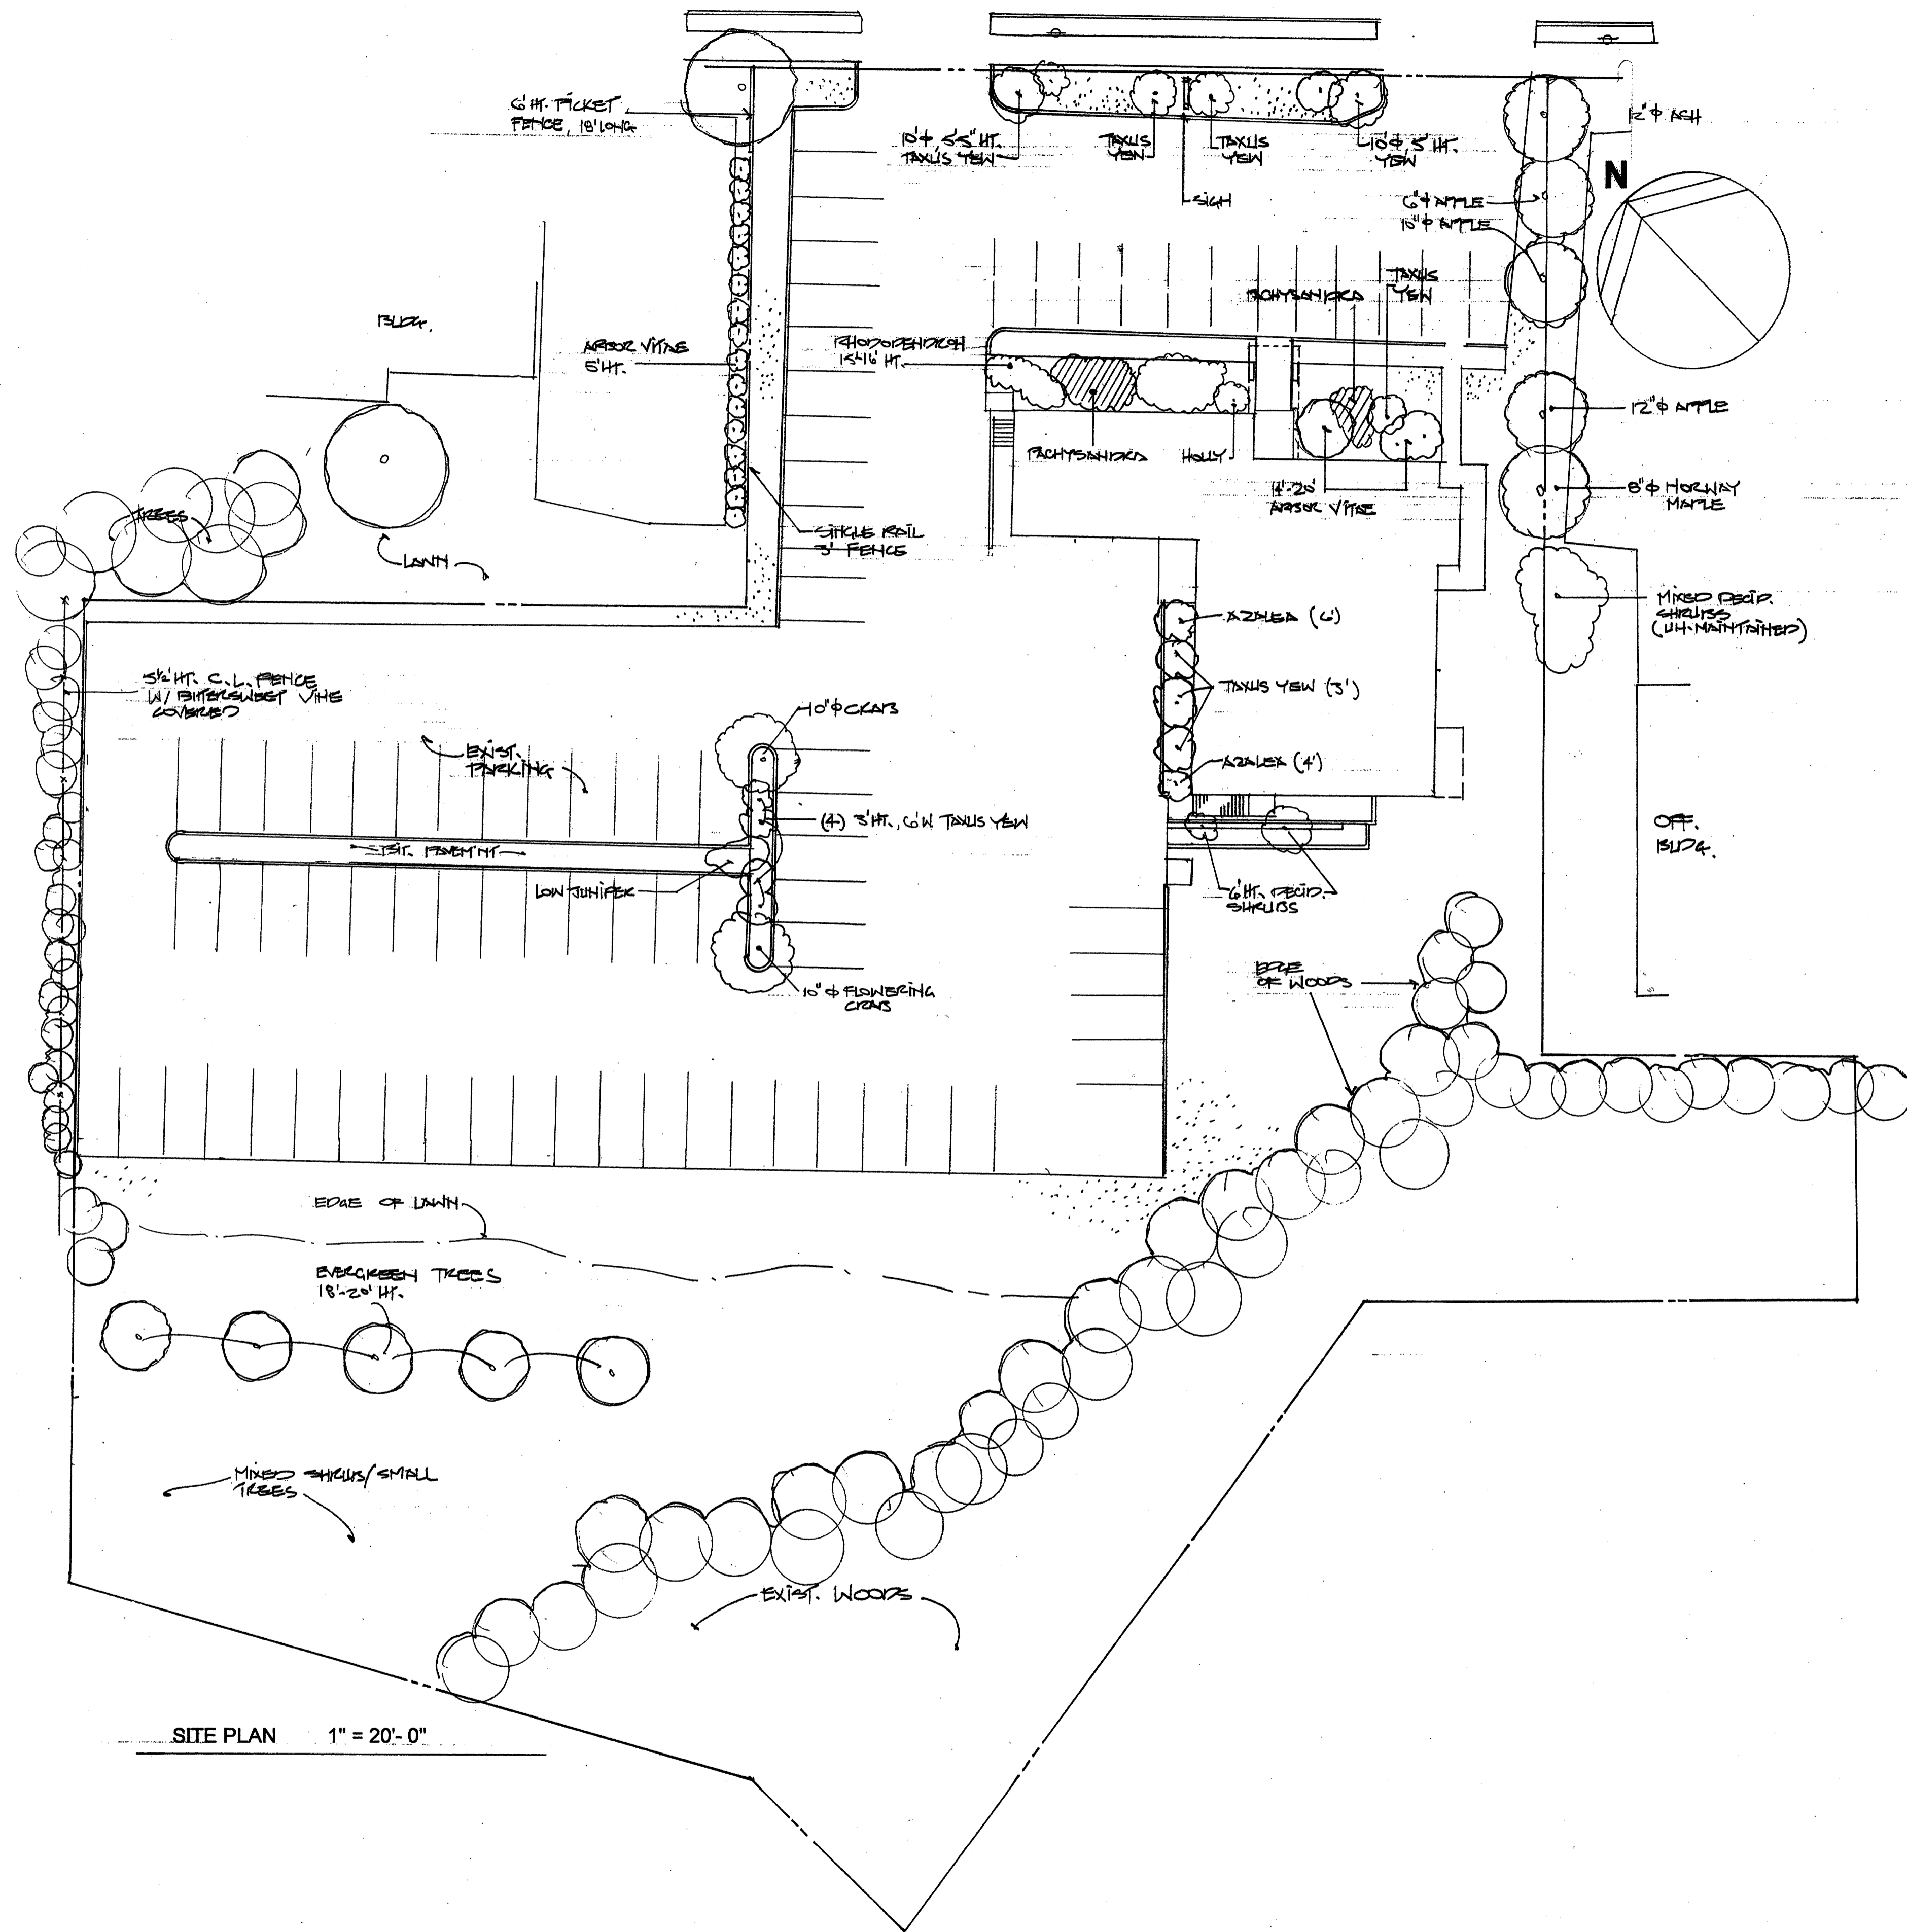 6' HT. PICKET
FENCE, 18' LONG
10' Φ, 5'-5" HT.
TAXUS YEW
TAXUS
YEW
TAXUS
YEW
10' Φ, 5' HT.
YEW
SIGN
12" Φ ASH
N
6" Φ APPLE
10" Φ APPLE
BLDG.
ARBOR VITAE
5' HT.
RHODODENDRON
15'-16' HT.
PACHYSANDRA
TAXUS
YEW
12" Φ APPLE
PACHYSANDRA
HOLLY
ARBOR VITAE
8" Φ NORWAY
MAPLE
TREES
LAWN
SINGLE RAIL
3' FENCE
MIXED DECID.
SHRUBS
(UN-MAINTAINED)
AZALEA (6')
TAXUS YEW (3')
AZALEA (4')
5½' HT. C.L. FENCE
W/ BITTERSWEET VINE
COVERED
EXIST.
PARKING
10" Φ CRAB
(4) 3' HT., 6' W. TAXUS YEW
BIT. PAVEMENT
LOW JUNIPER
10" Φ FLOWERING
CRAB
6' HT. DECID.
SHRUBS
OFF.
BLDG.
EDGE
OF WOODS
EDGE OF LAWN
EVERGREEN TREES
18'-20' HT.
MIXED SHRUBS/SMALL
TREES
EXIST. WOODS
SITE PLAN 1" = 20'- 0"